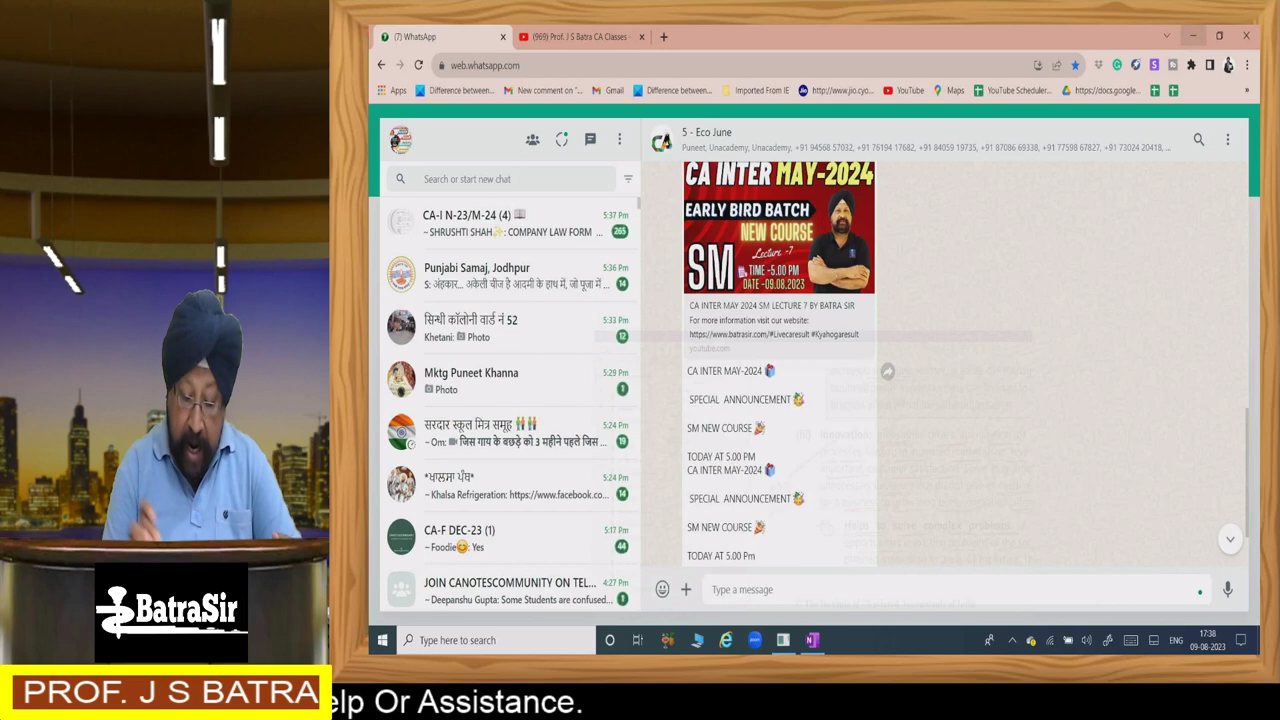 (7) WhatsApp
(969) Prof. J S Batra CA Classes
web.whatsapp.com
Apps
Difference between...
New comment on "...
Gmail
Difference between...
Imported From IE
http://www.jio.cyo...
YouTube
Maps
YouTube Scheduler...
https://docs.google...
»
5 - Eco June
Puneet, Unacademy, Unacademy, +91 94568 57032, +91 76194 17682, +91 84059 19735, +91 87086 69338, +91 77598 67827, +91 73024 20418, ...
Search or start new chat
CA-I N-23/M-24 (4) 5:37 Pm
~ SHRUSHTI SHAH✨: COMPANY LAW FORM ... 265
Punjabi Samaj, Jodhpur 5:36 Pm
S: अंहकार... अकेली चीज है आदमी के हाथ में, जो पूजा में ... 14
सिन्धी कॉलोनी वार्ड नं 52 5:33 Pm
Khetani: Photo 12
Mktg Puneet Khanna 5:29 Pm
Photo 1
सरदार स्कूल मित्र समूह 5:24 Pm
~ Om: जिस गाय के बछड़े को 3 महीने पहले जिस ... 19
*ਖਾਲਸਾ ਪੰਥ* 5:24 Pm
~ Khalsa Refrigeration: https://www.facebook.co... 14
CA-F DEC-23 (1) 5:17 Pm
~ Foodie😋: Yes 44
JOIN CANOTESCOMMUNITY ON TEL... 4:27 Pm
~ Deepanshu Gupta: Some Students are confused... 1
CA INTER MAY-2024
EARLY BIRD BATCH
NEW COURSE
Lecture -7
SM
TIME -5.00 PM
DATE -09.08.2023
CA INTER MAY 2024 SM LECTURE 7 BY BATRA SIR
For more information visit our website:
https://www.batrasir.com/#Livecaresult #Kyahogaresult
youtube.com
CA INTER MAY-2024
SPECIAL ANNOUNCEMENT
SM NEW COURSE
TODAY AT 5.00 PM
CA INTER MAY-2024
SPECIAL ANNOUNCEMENT
SM NEW COURSE
TODAY AT 5.00 Pm
Type a message
Type here to search
ENG
17:38
09-08-2023
BatraSir
PROF. J S BATRA
elp Or Assistance.